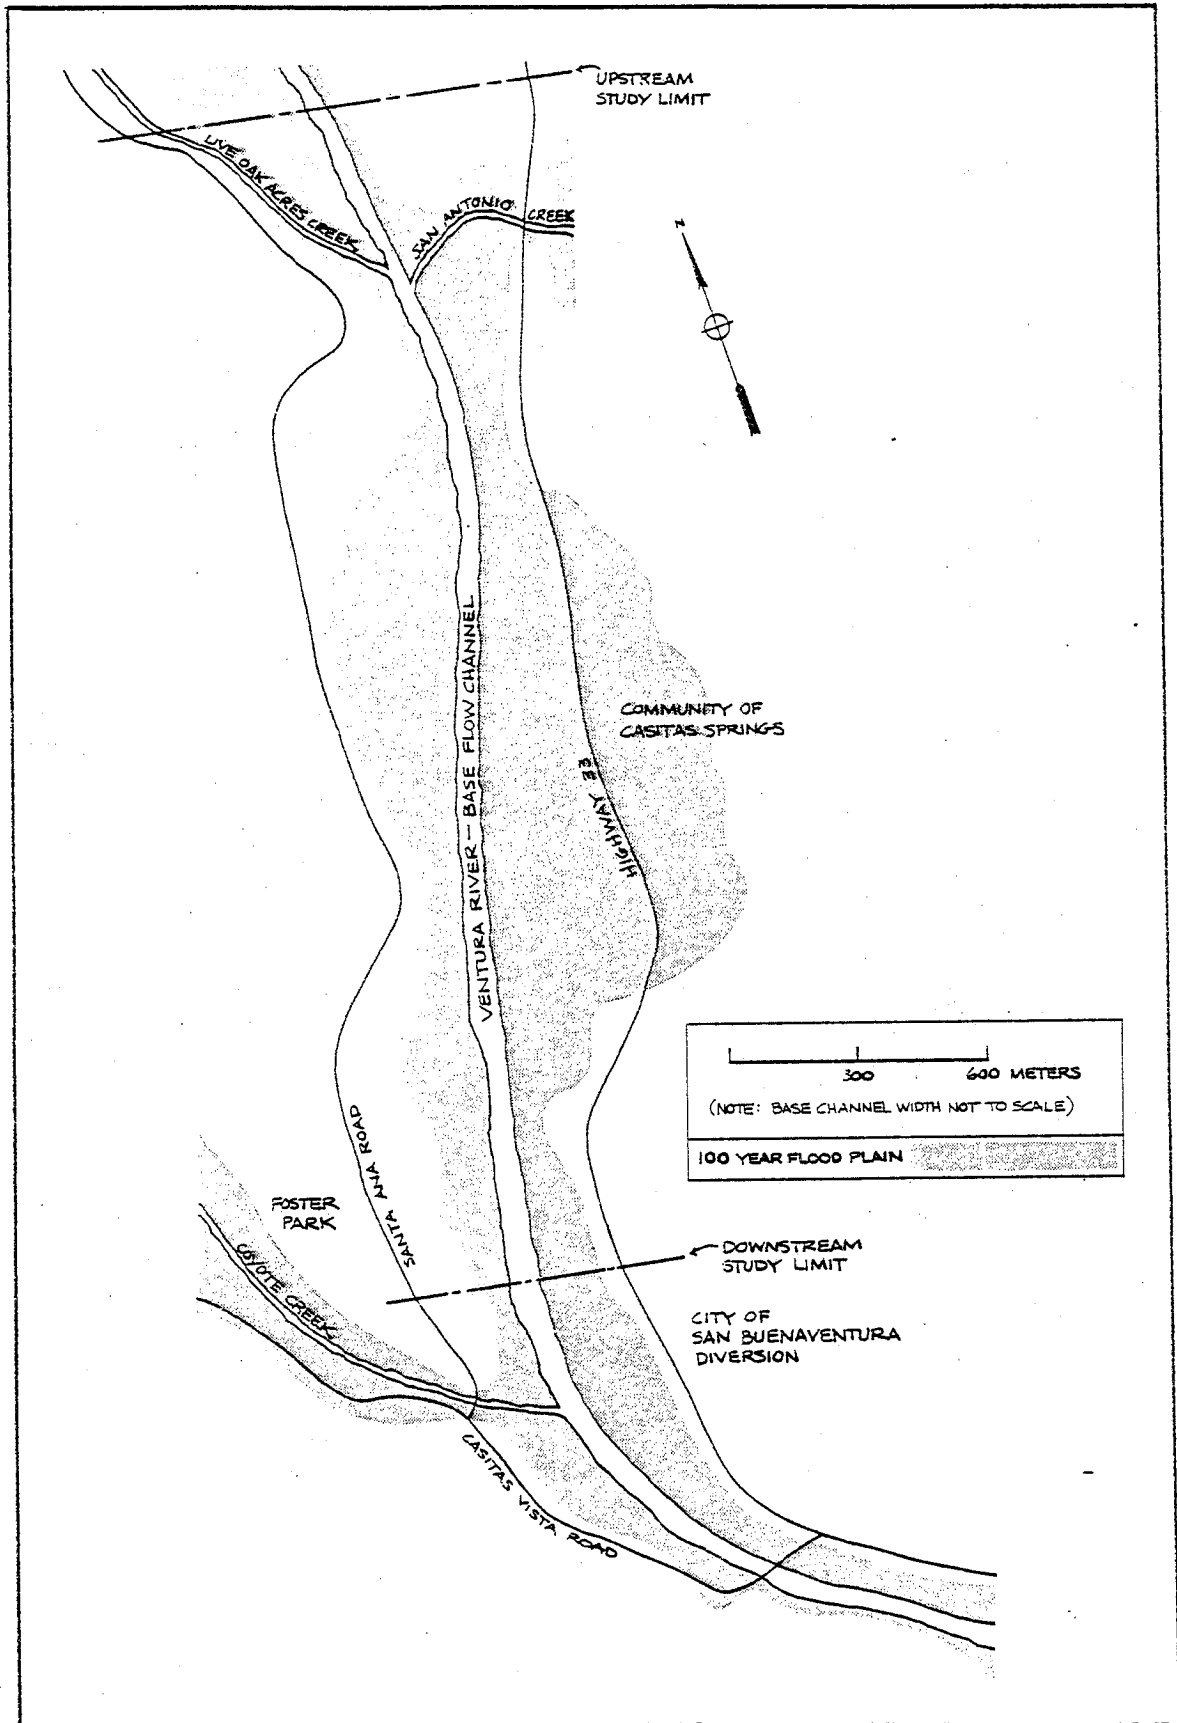 UPSTREAM
STUDY LIMIT
LIVE OAK ACRES CREEK
SAN ANTONIO CREEK
N
VENTURA RIVER - BASE FLOW CHANNEL
COMMUNITY OF
CASITAS SPRINGS
HIGHWAY 33
300 600 METERS
(NOTE: BASE CHANNEL WIDTH NOT TO SCALE)
100 YEAR FLOOD PLAIN
SANTA ANA ROAD
FOSTER
PARK
COYOTE CREEK
DOWNSTREAM
STUDY LIMIT
CITY OF
SAN BUENAVENTURA
DIVERSION
CASITAS VISTA ROAD